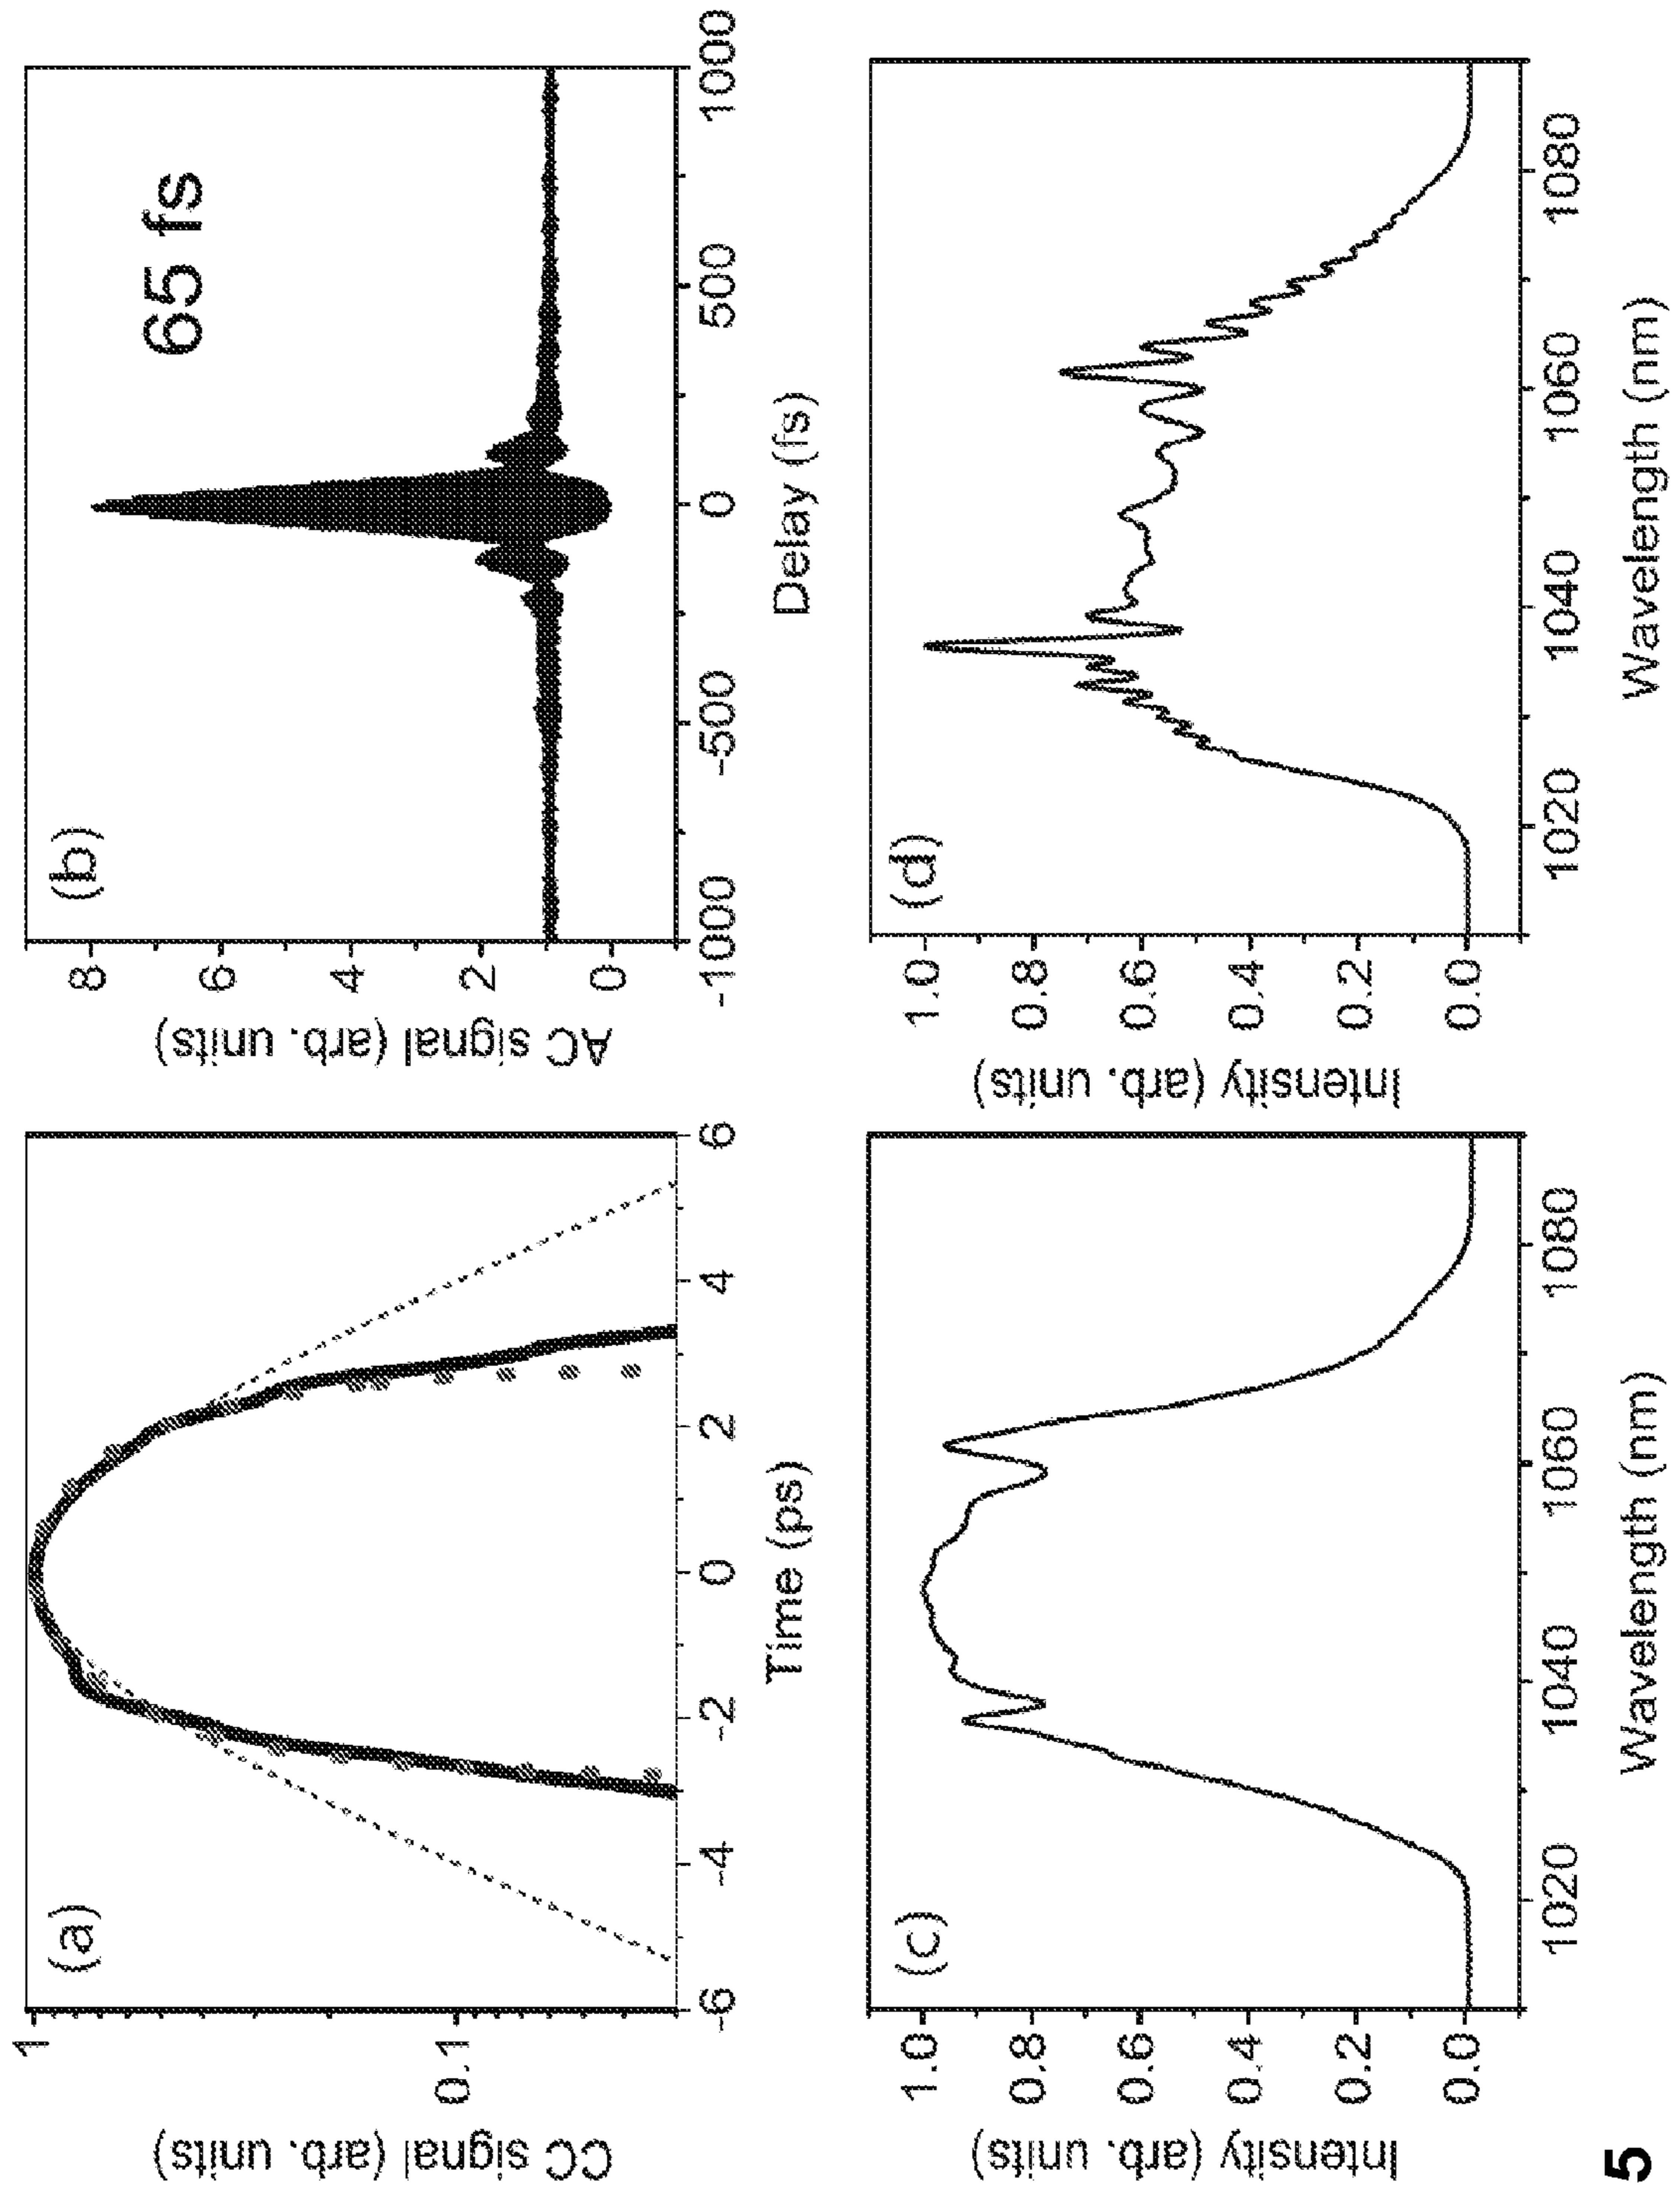 (a)
CC signal (arb. units)
1
0.1
-6 -4 -2 0 2 4 6
Time (ps)
(b)
65 fs
AC signal (arb. units)
8
6
4
2
0
-1000 -500 0 500 1000
Delay (fs)
(c)
Intensity (arb. units)
1.0
0.8
0.6
0.4
0.2
0.0
1020 1040 1060 1080
Wavelength (nm)
(d)
Intensity (arb. units)
1.0
0.8
0.6
0.4
0.2
0.0
1020 1040 1060 1080
Wavelength (nm)
5